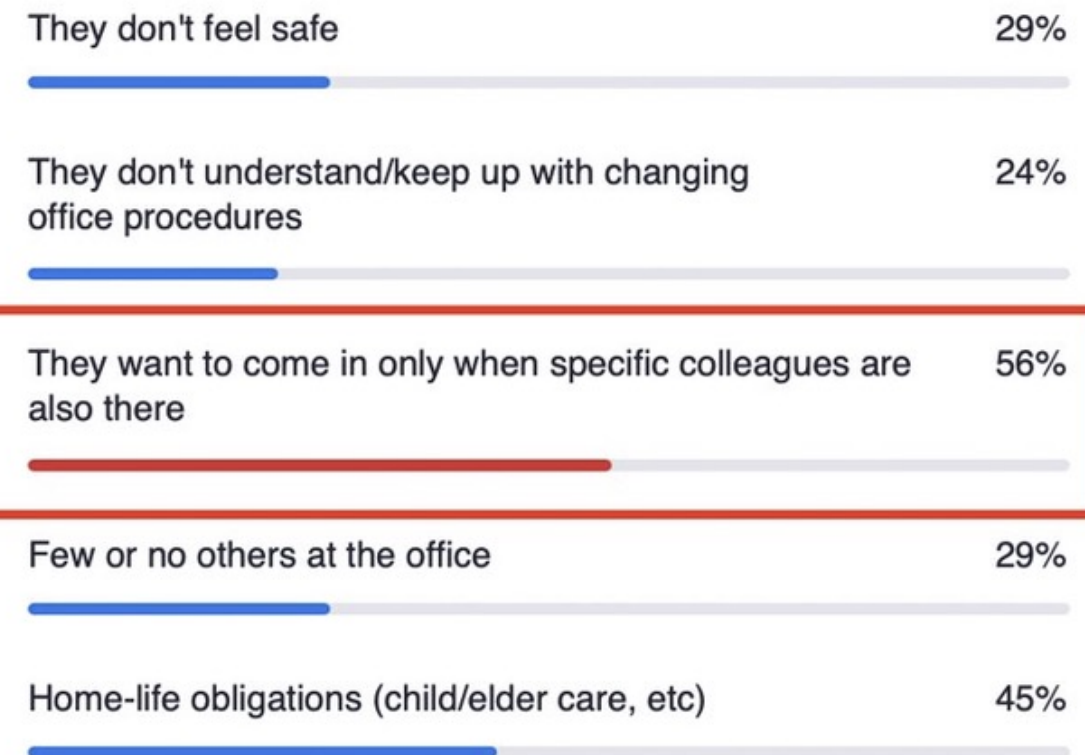 They don't feel safe 29%
They don't understand/keep up with changing 24%
office procedures
They want to come in only when specific colleagues are 56%
also there
Few or no others at the office 29%
Home-life obligations (child/elder care, etc) 45%